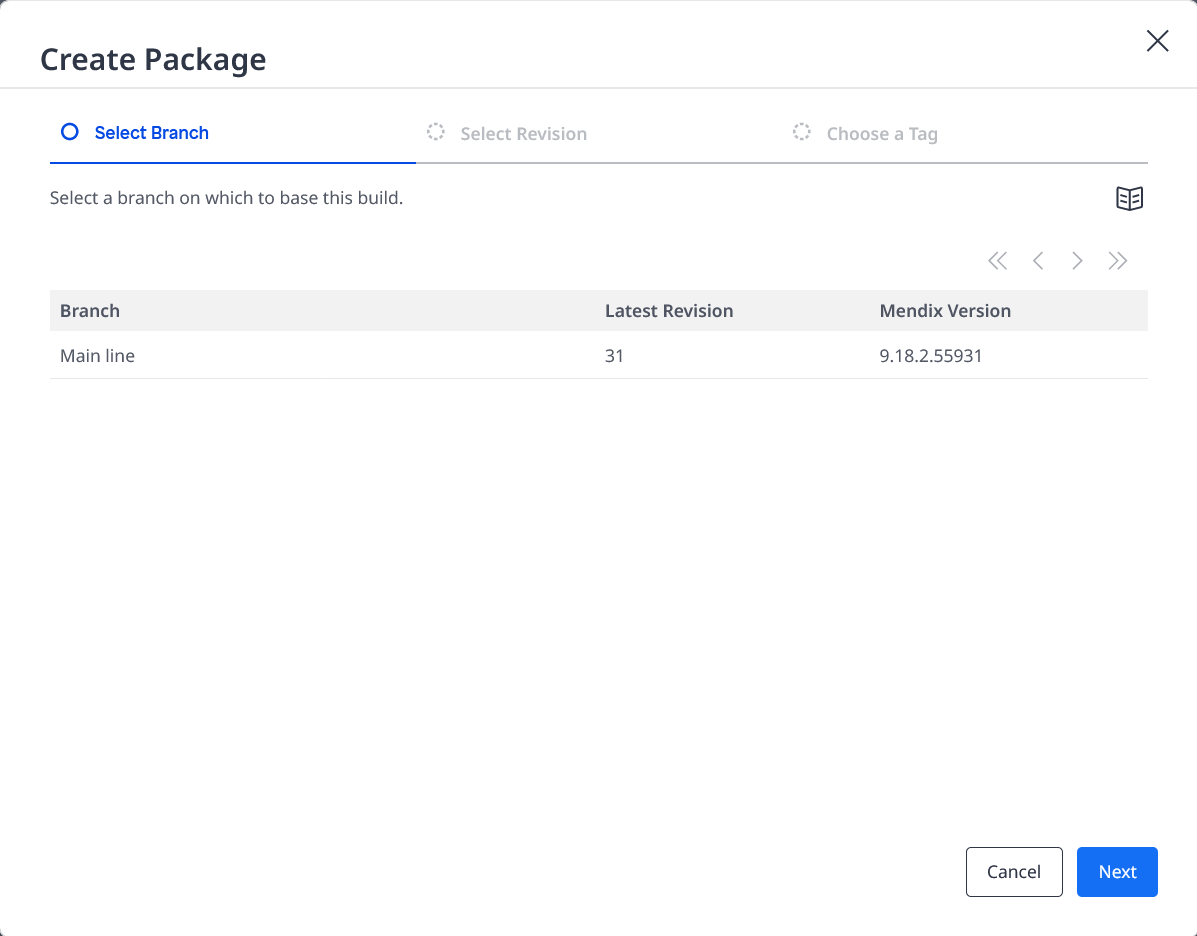 Create Package
Select Branch Select Revision Choose a Tag
Select a branch on which to base this build.
Branch Latest Revision Mendix Version
Main line 31 9.18.2.55931
Cancel Next